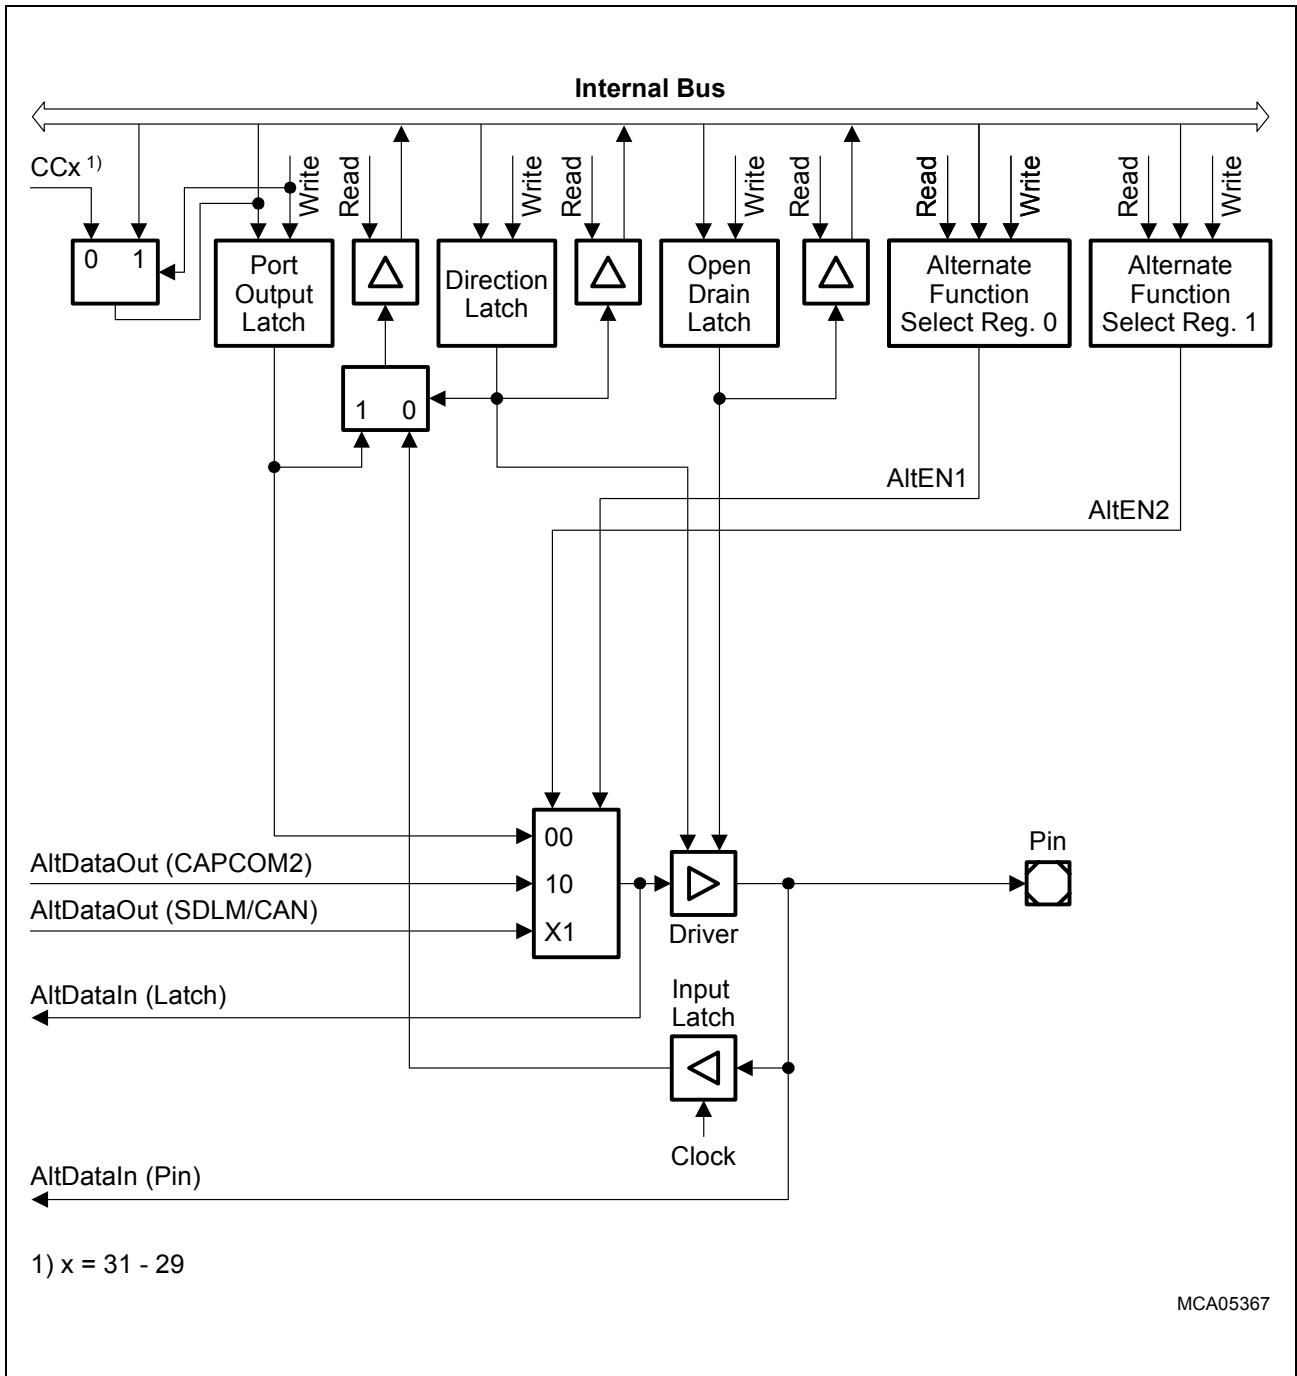 Internal Bus
CCx 1)
Write
Read
Write
Read
Write
Read
Read
Write
Read
Write
0 1
Port
Output
Latch
Direction
Latch
Open
Drain
Latch
Alternate
Function
Select Reg. 0
Alternate
Function
Select Reg. 1
1 0
AltEN1
AltEN2
00
10
X1
AltDataOut (CAPCOM2)
AltDataOut (SDLM/CAN)
Driver
Pin
AltDataIn (Latch)
Input
Latch
Clock
AltDataIn (Pin)
1) x = 31 - 29
MCA05367